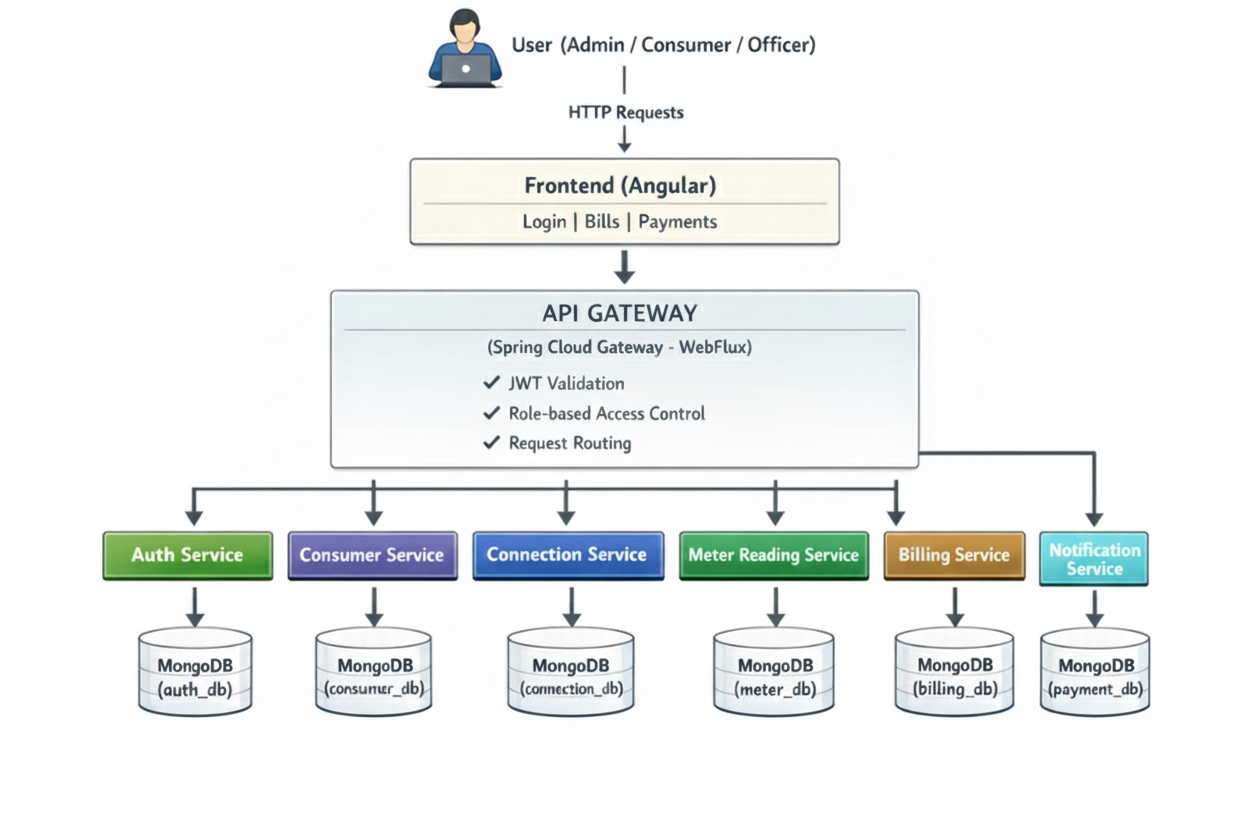 User (Admin / Consumer / Officer)
HTTP Requests
Frontend (Angular)
Login | Bills | Payments
API GATEWAY
(Spring Cloud Gateway - WebFlux)
✓ JWT Validation
✓ Role-based Access Control
✓ Request Routing
Auth Service
Consumer Service
Connection Service
Meter Reading Service
Billing Service
Notification
Service
MongoDB
(auth_db)
MongoDB
(consumer_db)
MongoDB
(connection_db)
MongoDB
(meter_db)
MongoDB
(billing_db)
MongoDB
(payment_db)